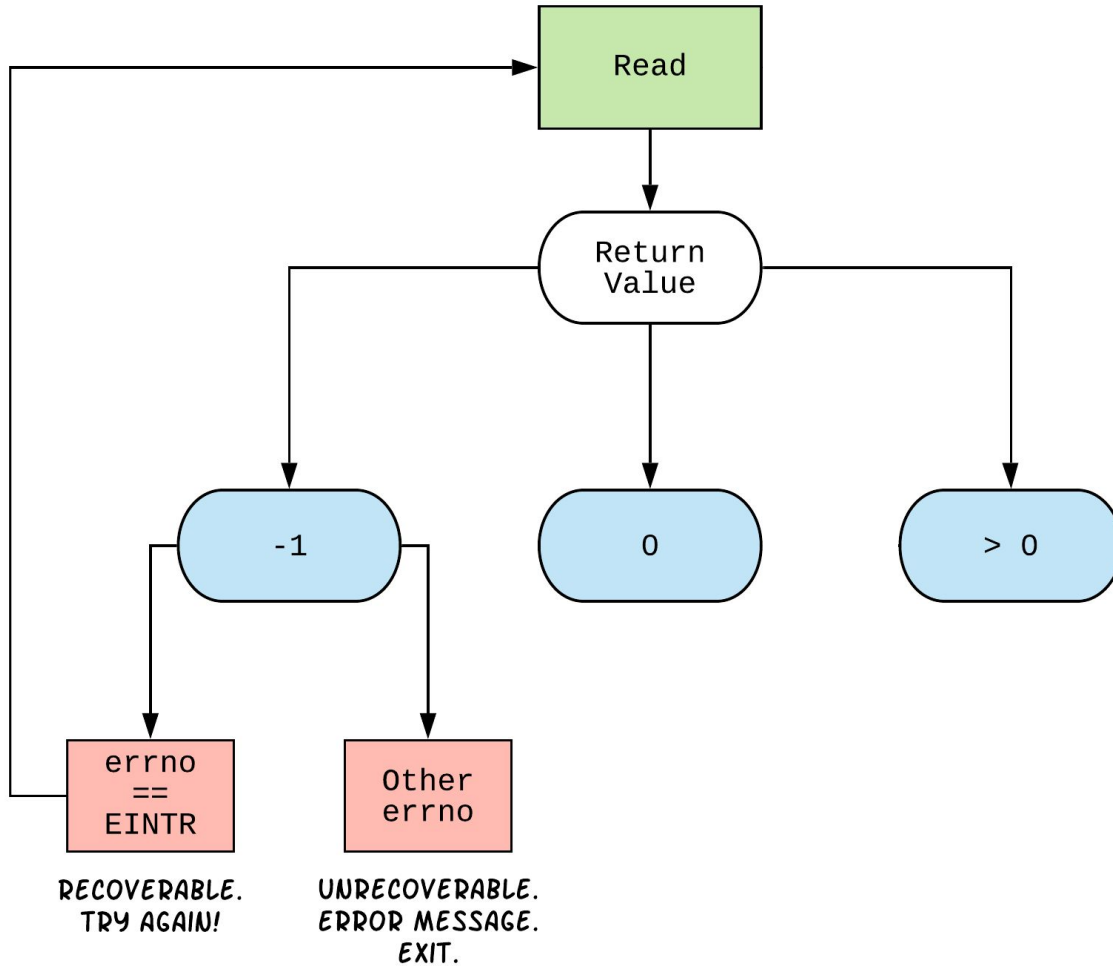 Read
Return
Value
-1
0
> 0
errno
==
EINTR
Other
errno
RECOVERABLE.
TRY AGAIN!
UNRECOVERABLE.
ERROR MESSAGE.
EXIT.